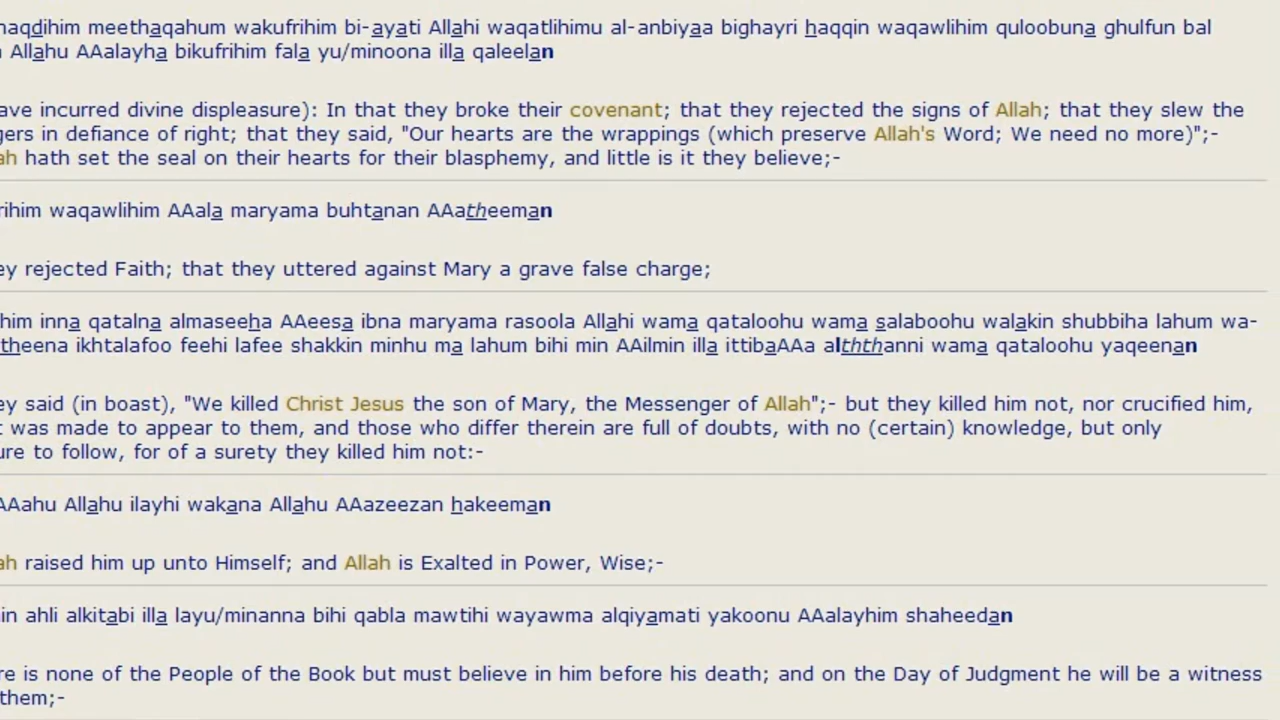 naqdihim meethaqahum wakufrihim bi-ayati Allahi waqatlihimu al-anbiyaa bighayri haqqin waqawlihim quloobuna ghulfun bal
Allahu AAalayha bikufrihim fala yu/minoona illa qaleelan
ave incurred divine displeasure): In that they broke their covenant; that they rejected the signs of Allah; that they slew the
gers in defiance of right; that they said, "Our hearts are the wrappings (which preserve Allah's Word; We need no more)";-
ah hath set the seal on their hearts for their blasphemy, and little is it they believe;-
rihim waqawlihim AAala maryama buhtanan AAatheeman
ey rejected Faith; that they uttered against Mary a grave false charge;
him inna qatalna almaseeha AAeesa ibna maryama rasoola Allahi wama qataloohu wama salaboohu walakin shubbiha lahum wa-
theena ikhtalafoo feehi lafee shakkin minhu ma lahum bihi min AAilmin illa ittibaAAa alththanni wama qataloohu yaqeenan
ey said (in boast), "We killed Christ Jesus the son of Mary, the Messenger of Allah";- but they killed him not, nor crucified him,
t was made to appear to them, and those who differ therein are full of doubts, with no (certain) knowledge, but only
ure to follow, for of a surety they killed him not:-
AAahu Allahu ilayhi wakana Allahu AAazeezan hakeeman
ah raised him up unto Himself; and Allah is Exalted in Power, Wise;-
in ahli alkitabi illa layu/minanna bihi qabla mawtihi wayawma alqiyamati yakoonu AAalayhim shaheedan
re is none of the People of the Book but must believe in him before his death; and on the Day of Judgment he will be a witness
them;-